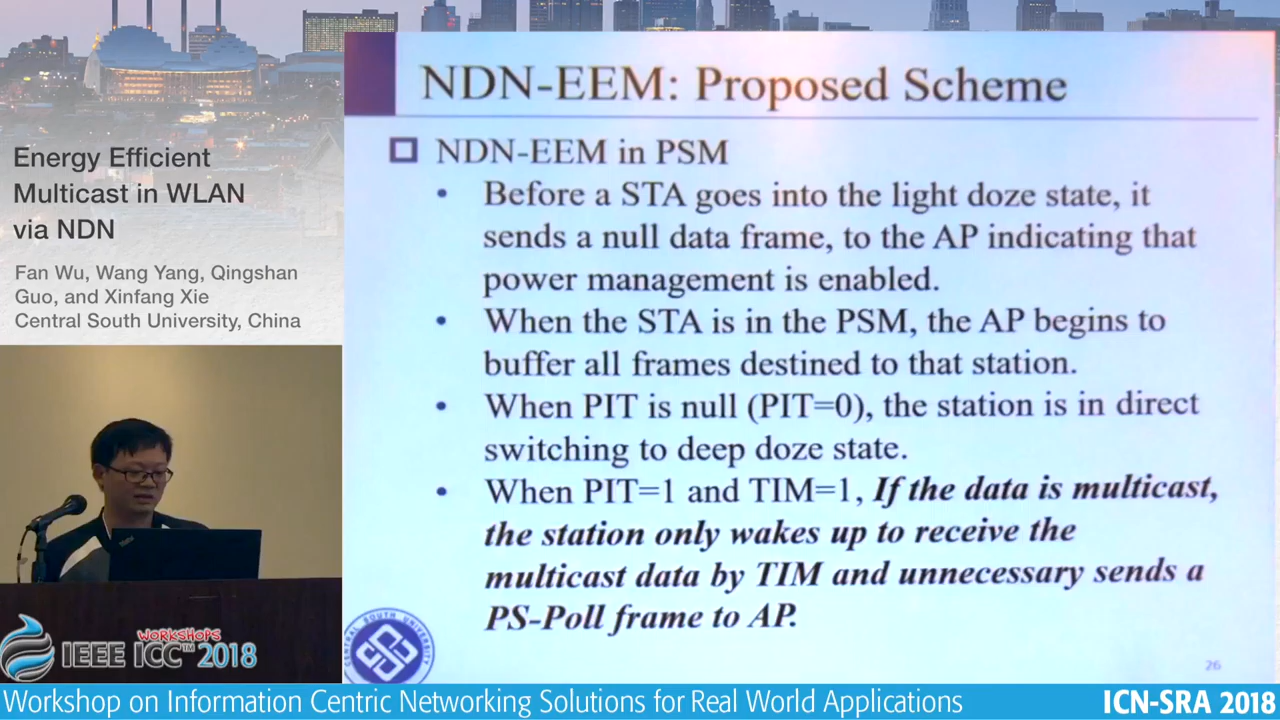 Energy Efficient
Multicast in WLAN
via NDN
Fan Wu, Wang Yang, Qingshan
Guo, and Xinfang Xie
Central South University, China
NDN-EEM: Proposed Scheme
NDN-EEM in PSM
• Before a STA goes into the light doze state, it
sends a null data frame, to the AP indicating that
power management is enabled.
• When the STA is in the PSM, the AP begins to
buffer all frames destined to that station.
• When PIT is null (PIT=0), the station is in direct
switching to deep doze state.
• When PIT=1 and TIM=1, If the data is multicast,
the station only wakes up to receive the
multicast data by TIM and unnecessary sends a
PS-Poll frame to AP.
CENTRAL SOUTH UNIVERSITY
26
WORKSHOPS
IEEE ICC™ 2018
Workshop on Information Centric Networking Solutions for Real World Applications
ICN-SRA 2018